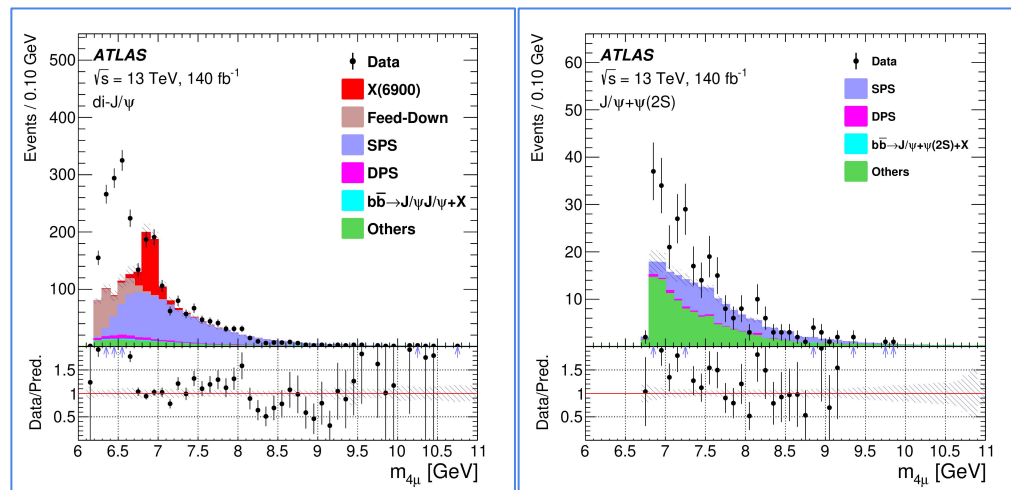 ATLAS
√s = 13 TeV, 140 fb⁻¹
di-J/ψ
Data
X(6900)
Feed-Down
SPS
DPS
bb̅→J/ψJ/ψ+X
Others
Events / 0.10 GeV
500
400
300
200
100
Data/Pred.
1.5
1
0.5
6 6.5 7 7.5 8 8.5 9 9.5 10 10.5 11
m4μ [GeV]
ATLAS
√s = 13 TeV, 140 fb⁻¹
J/ψ+ψ(2S)
Data
SPS
DPS
bb̅→J/ψ+ψ(2S)+X
Others
Events / 0.10 GeV
60
50
40
30
20
10
Data/Pred.
1.5
1
0.5
6 6.5 7 7.5 8 8.5 9 9.5 10 10.5 11
m4μ [GeV]